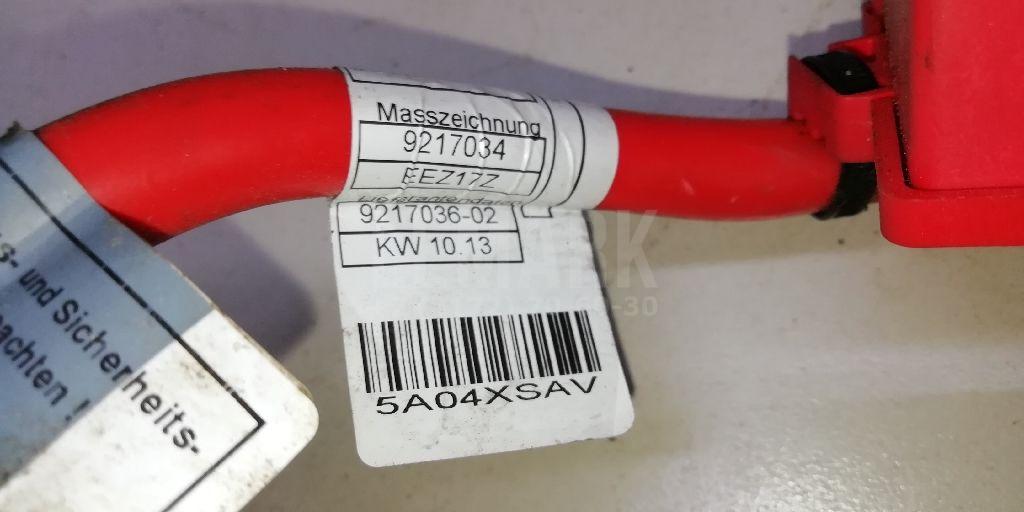 Masszeichnung
9217034
EEZ17Z
9217036-02
KW 10.13
5A04XSAV
und Sicherheits-
achten !